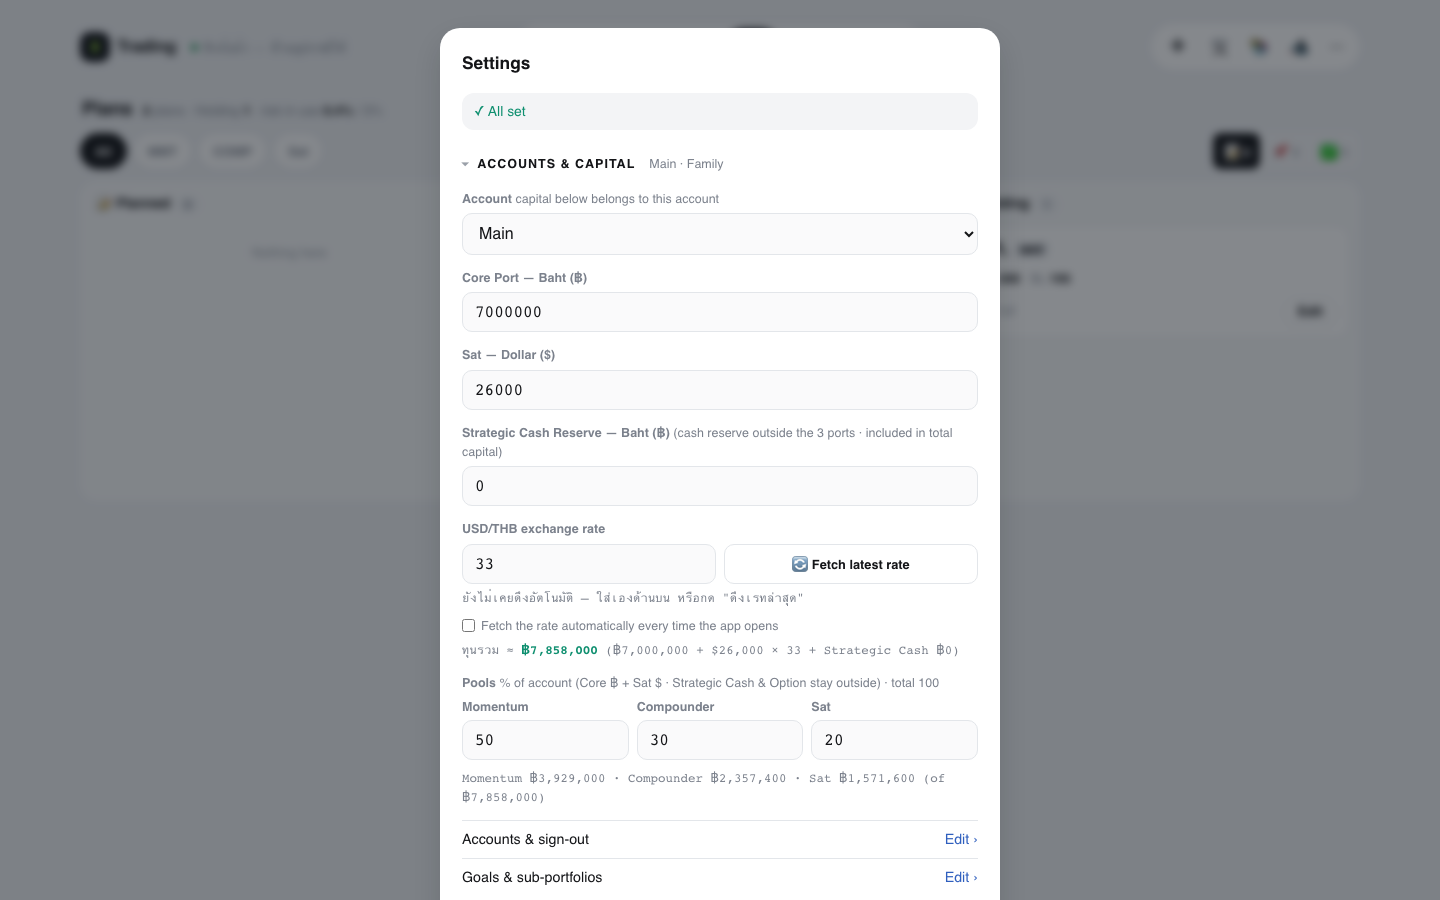 Trading
Plans
Settings
✓ All set
ACCOUNTS & CAPITAL Main · Family
Account capital below belongs to this account
Main
Core Port — Baht (฿)
7000000
Sat — Dollar ($)
26000
Strategic Cash Reserve — Baht (฿) (cash reserve outside the 3 ports · included in total
capital)
0
USD/THB exchange rate
33
Fetch latest rate
ยังไม่เคยดึงอัตโนมัติ — ใส่เองด้านบน หรือกด "ดึงเรทล่าสุด"
Fetch the rate automatically every time the app opens
ทุนรวม ≈ ฿7,858,000 (฿7,000,000 + $26,000 × 33 + Strategic Cash ฿0)
Pools % of account (Core ฿ + Sat $ · Strategic Cash & Option stay outside) · total 100
Momentum Compounder Sat
50 30 20
Momentum ฿3,929,000 · Compounder ฿2,357,400 · Sat ฿1,571,600 (of
฿7,858,000)
Accounts & sign-out Edit ›
Goals & sub-portfolios Edit ›